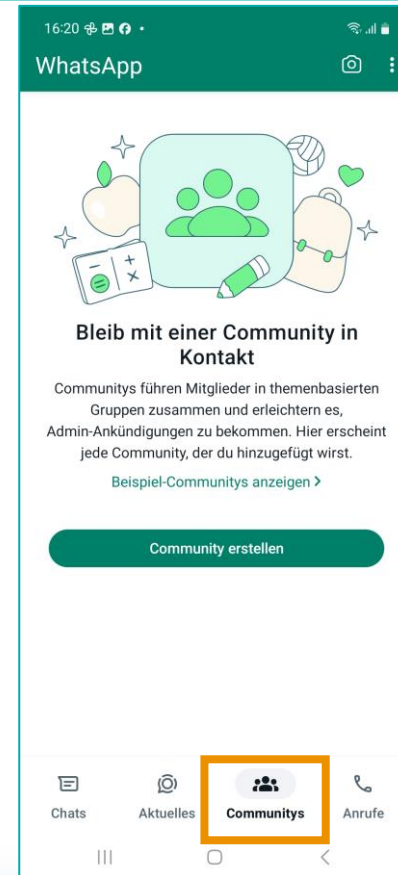 16:20
WhatsApp
Bleib mit einer Community in
Kontakt
Communitys führen Mitglieder in themenbasierten
Gruppen zusammen und erleichtern es,
Admin-Ankündigungen zu bekommen. Hier erscheint
jede Community, der du hinzugefügt wirst.
Beispiel-Communitys anzeigen >
Community erstellen
Chats Aktuelles Communitys Anrufe